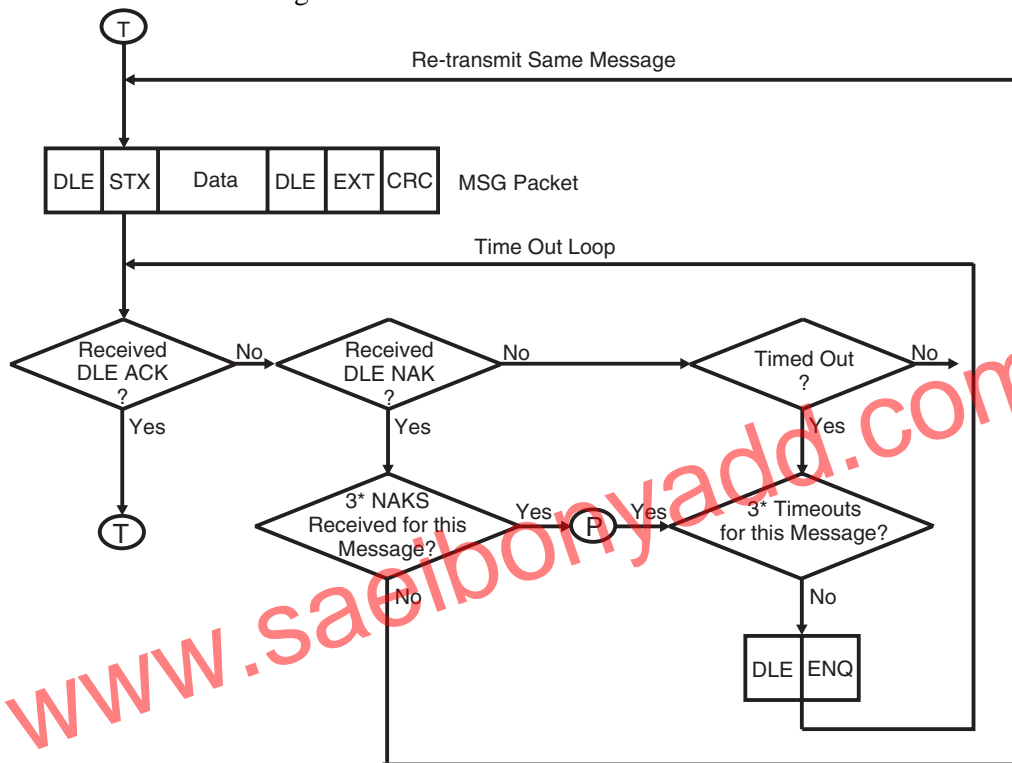 T
Re-transmit Same Message
DLE STX Data DLE EXT CRC MSG Packet
Time Out Loop
Received
DLE ACK
?
No
Received
DLE NAK
?
No
Timed Out
?
No
Yes
Yes
Yes
T
3* NAKS
Received for this
Message?
Yes
P
Yes
3* Timeouts
for this Message?
No
No
DLE ENQ
www.saeibonyadd.com